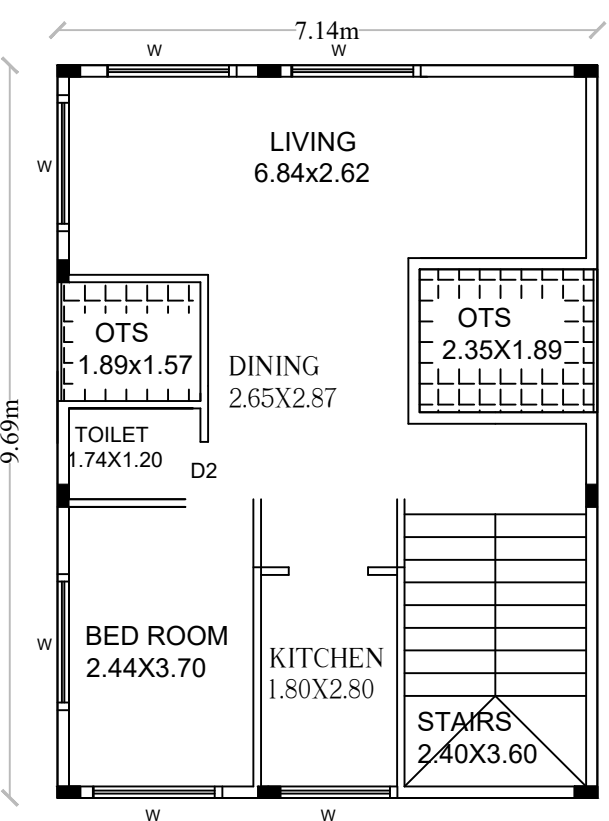 7.14m
W
W
LIVING
6.84x2.62
W
OTS
1.89x1.57
OTS
2.35X1.89
DINING
2.65X2.87
9.69m
TOILET
1.74X1.20
D2
BED ROOM
2.44X3.70
W
KITCHEN
1.80X2.80
STAIRS
2.40X3.60
W
W